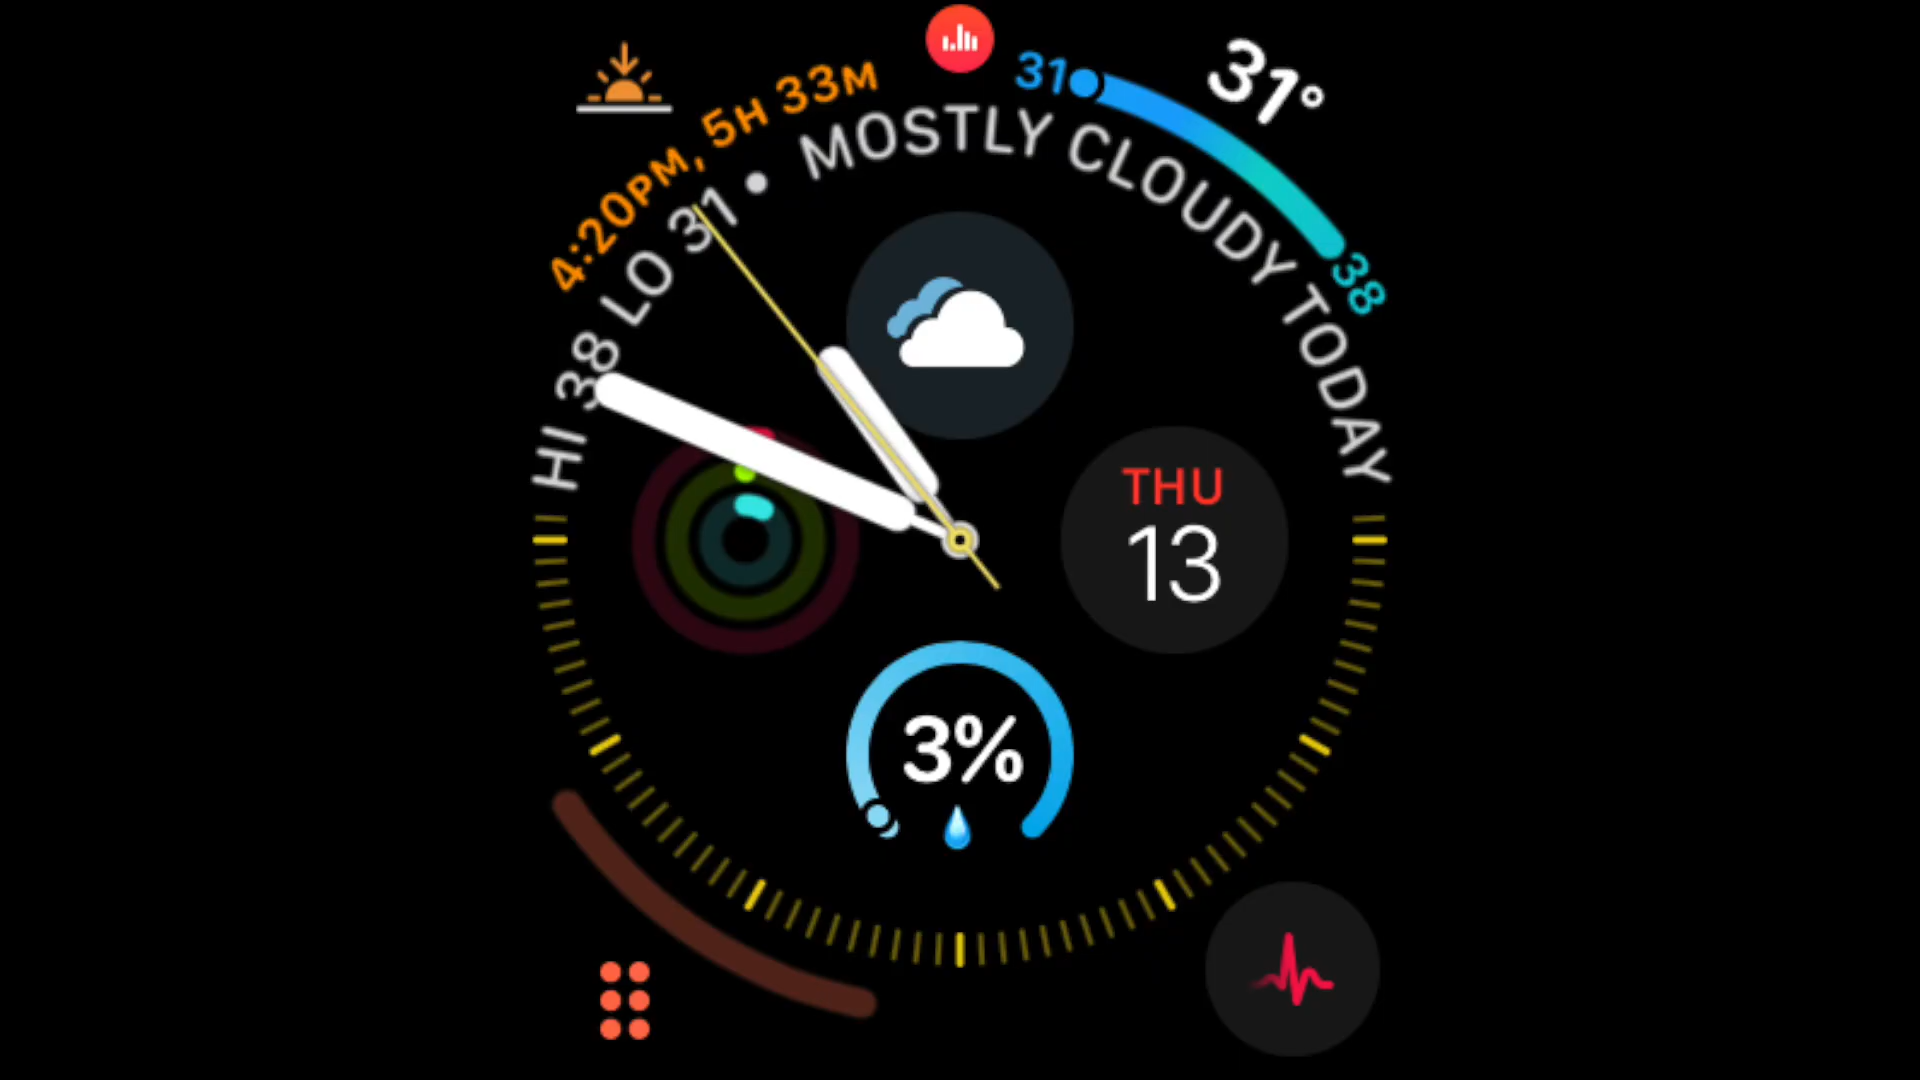 4:20PM, 5H 33M
31
31°
38
HI 38 LO 31 • MOSTLY CLOUDY TODAY
THU
13
3%